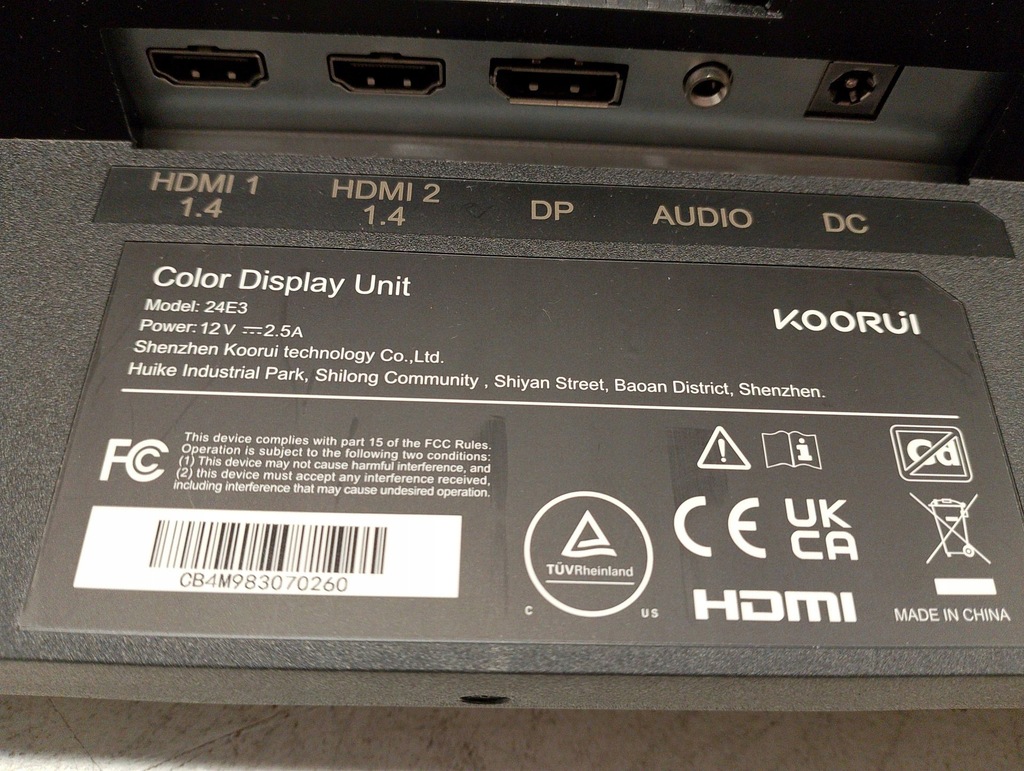 HDMI 1
1.4
HDMI 2
1.4
DP
AUDIO
DC
Color Display Unit
Model: 24E3
Power: 12V ⎓2.5A
Shenzhen Koorui technology Co.,Ltd.
Huike Industrial Park, Shilong Community , Shiyan Street, Baoan District, Shenzhen.
KOORUI
FC
This device complies with part 15 of the FCC Rules.
Operation is subject to the following two conditions:
(1) This device may not cause harmful interference, and
(2) this device must accept any interference received,
including interference that may cause undesired operation.
CB4M983070260
TÜVRheinland
C US
CE
UK
CA
HDMI
Cd
MADE IN CHINA